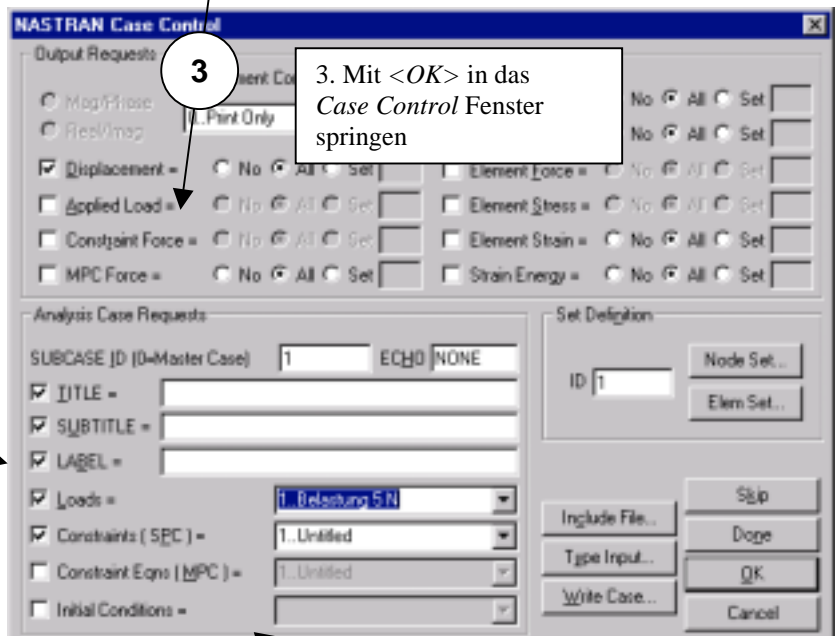 NASTRAN Case Control
Output Requests
3
3. Mit <OK> in das
Case Control Fenster
springen
Mag/Phase
Real/Imag
0..Print Only
No All Set
No All Set
Displacement = No All Set
Element Force = No All Set
Applied Load = No All Set
Element Stress = No All Set
Constraint Force = No All Set
Element Strain = No All Set
MPC Force = No All Set
Strain Energy = No All Set
Analysis Case Requests
SUBCASE ID (0=Master Case) 1 ECHO NONE
TITLE =
SUBTITLE =
LABEL =
Loads = 1..Belastung 5 N
Constraints ( SPC ) = 1..Untitled
Constraint Eqns ( MPC ) = 1..Untitled
Initial Conditions =
Set Definition
ID 1
Node Set...
Elem Set...
Include File...
Type Input...
Write Case...
Skip
Done
OK
Cancel